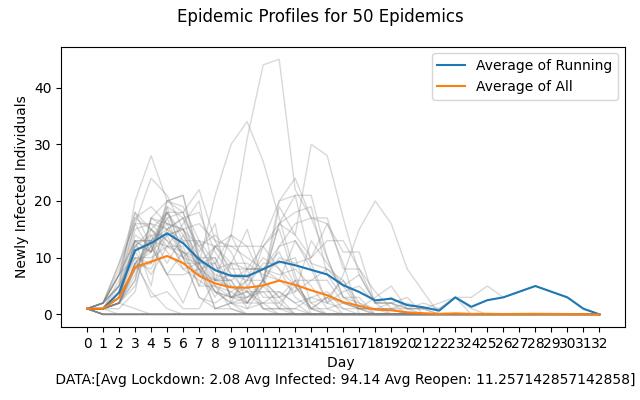 Epidemic Profiles for 50 Epidemics
Average of Running
Average of All
Newly Infected Individuals
40
30
20
10
0
0 1 2 3 4 5 6 7 8 9 10 11 12 13 14 15 16 17 18 19 20 21 22 23 24 25 26 27 28 29 30 31 32
Day
DATA:[Avg Lockdown: 2.08 Avg Infected: 94.14 Avg Reopen: 11.257142857142858]